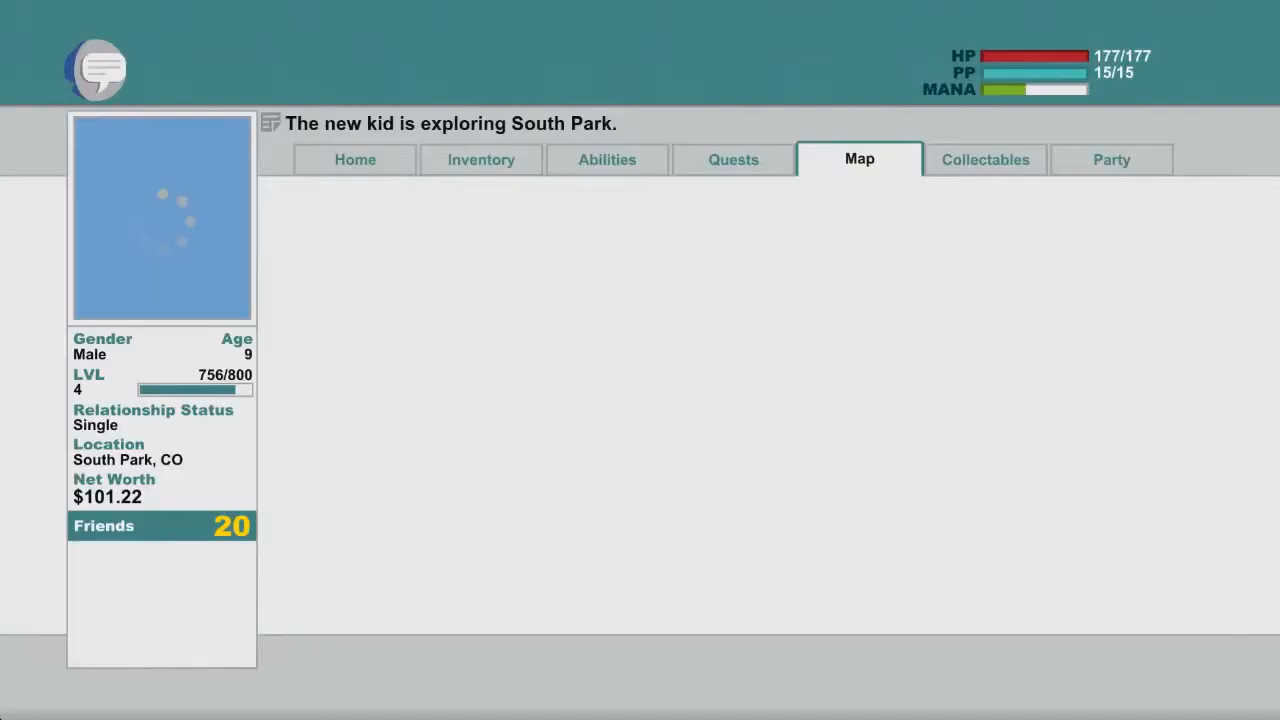 HP 177/177
PP 15/15
MANA
The new kid is exploring South Park.
Home Inventory Abilities Quests Map Collectables Party
Gender Age
Male 9
LVL 756/800
4
Relationship Status
Single
Location
South Park, CO
Net Worth
$101.22
Friends 20